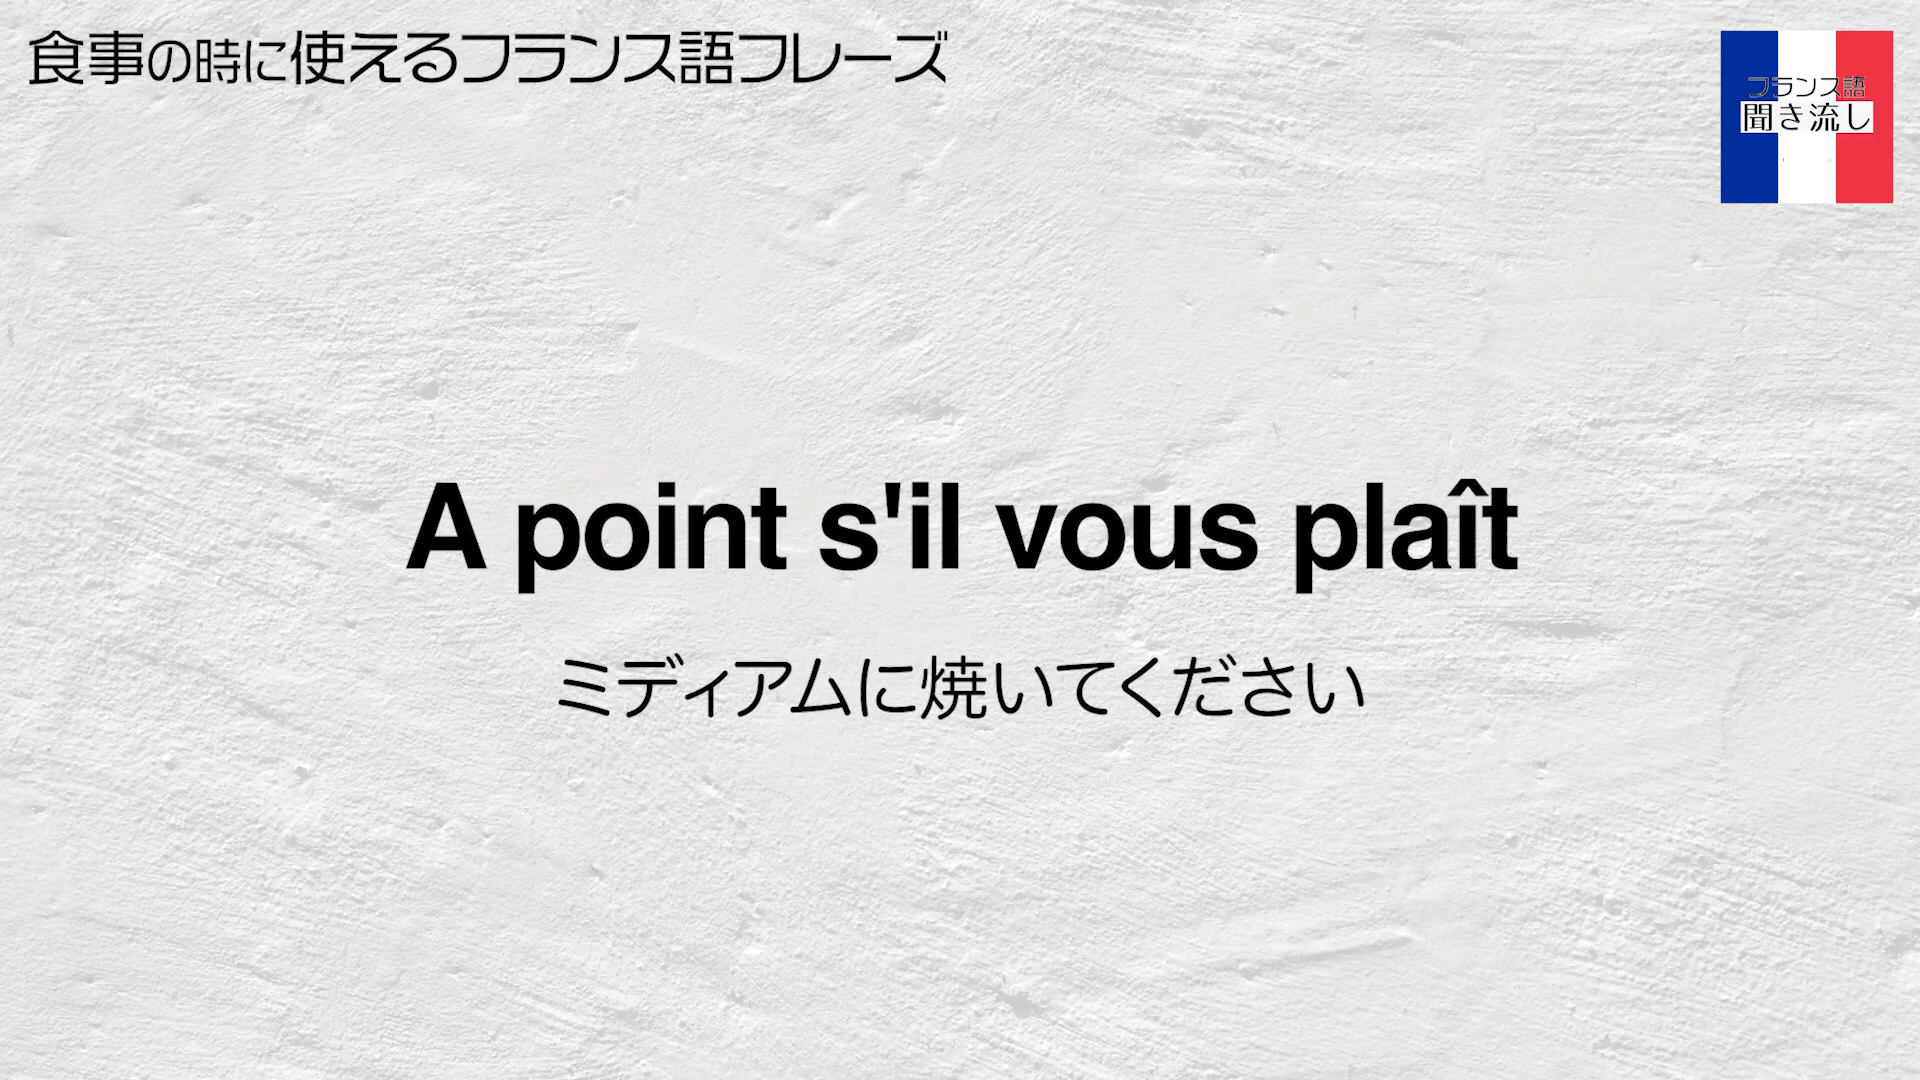 食事の時に使えるフランス語フレーズ
フランス語
聞き流し
A point s'il vous plaît
ミディアムに焼いてください